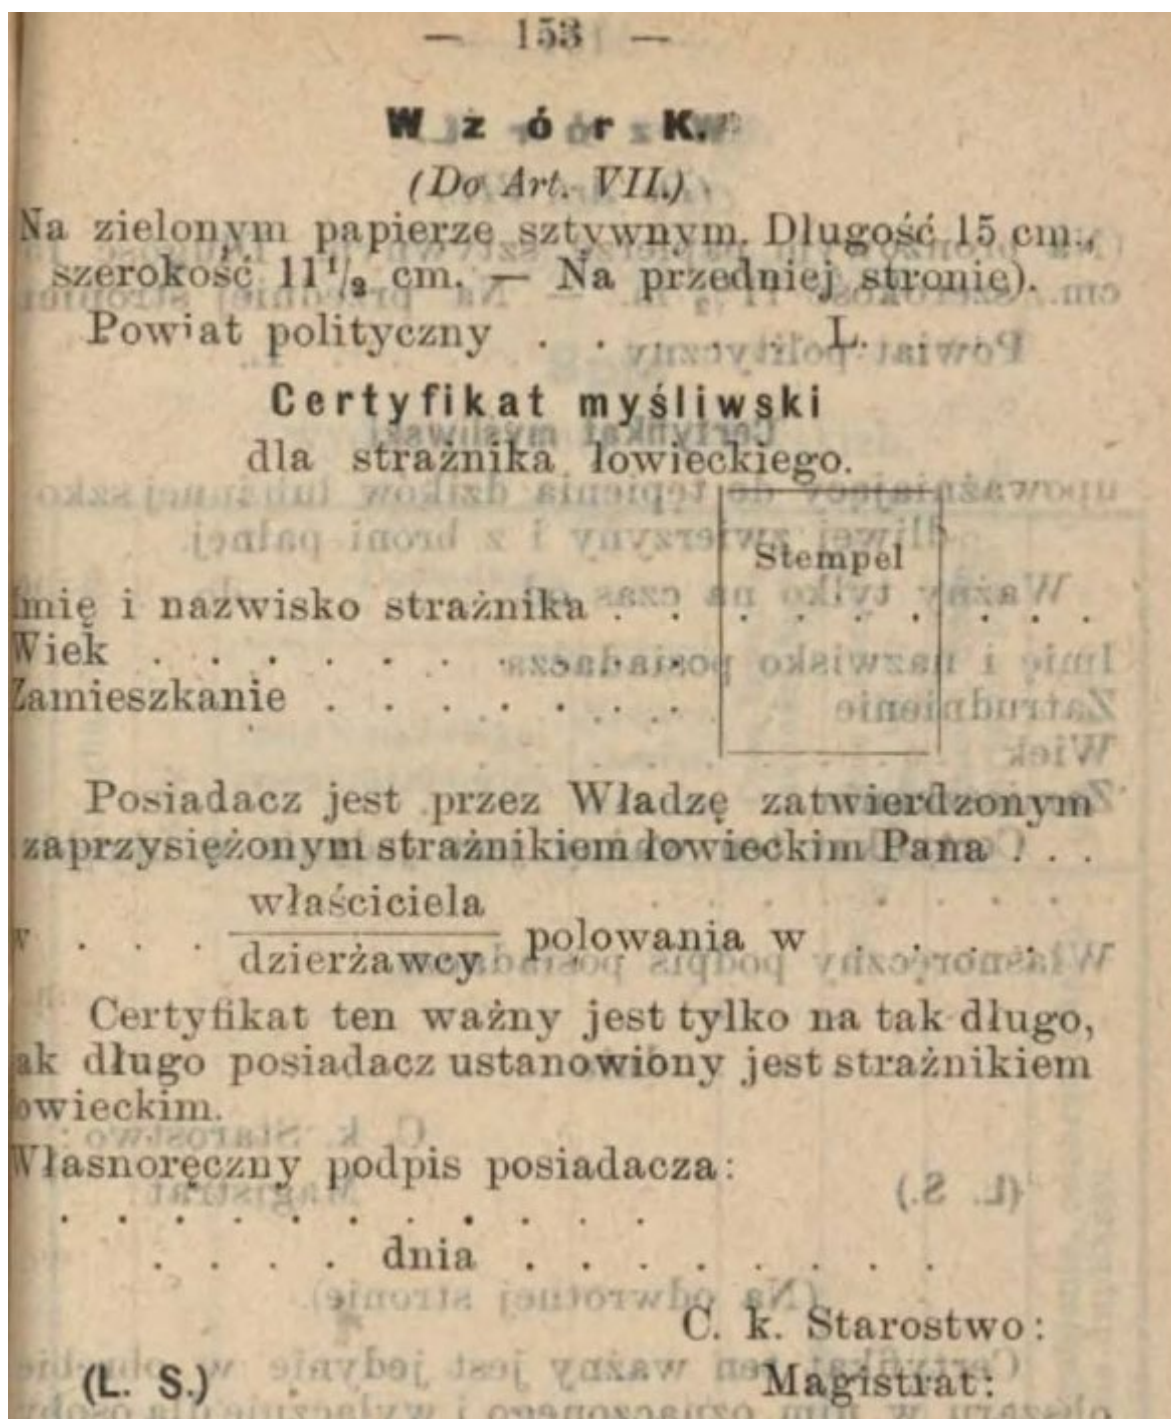 — 153 —
Wzór K.
(Do Art. VII.)
Na zielonym papierze sztywnym. Długość 15 cm.,
szerokość 11¹/₂ cm. — Na przedniej stronie).
Powiat polityczny . . . . . . L. . . . .
Certyfikat myśliwski
dla strażnika łowieckiego.
Stempel
Imię i nazwisko strażnika . . . . . . . .
Wiek . . . . . . . . . .
Zamieszkanie . . . . . . .
Posiadacz jest przez Władzę zatwierdzonym
zaprzysiężonym strażnikiem łowieckim Pana . . .
właściciela
w . . . polowania w . . . . .
dzierżawcy
Certyfikat ten ważny jest tylko na tak długo,
ak długo posiadacz ustanowiony jest strażnikiem
owieckim.
Własnoręczny podpis posiadacza:
. . . . . . . . . . . . .
. . . . dnia . . . . . . . .
C. k. Starostwo:
(L. S.) Magistrat: